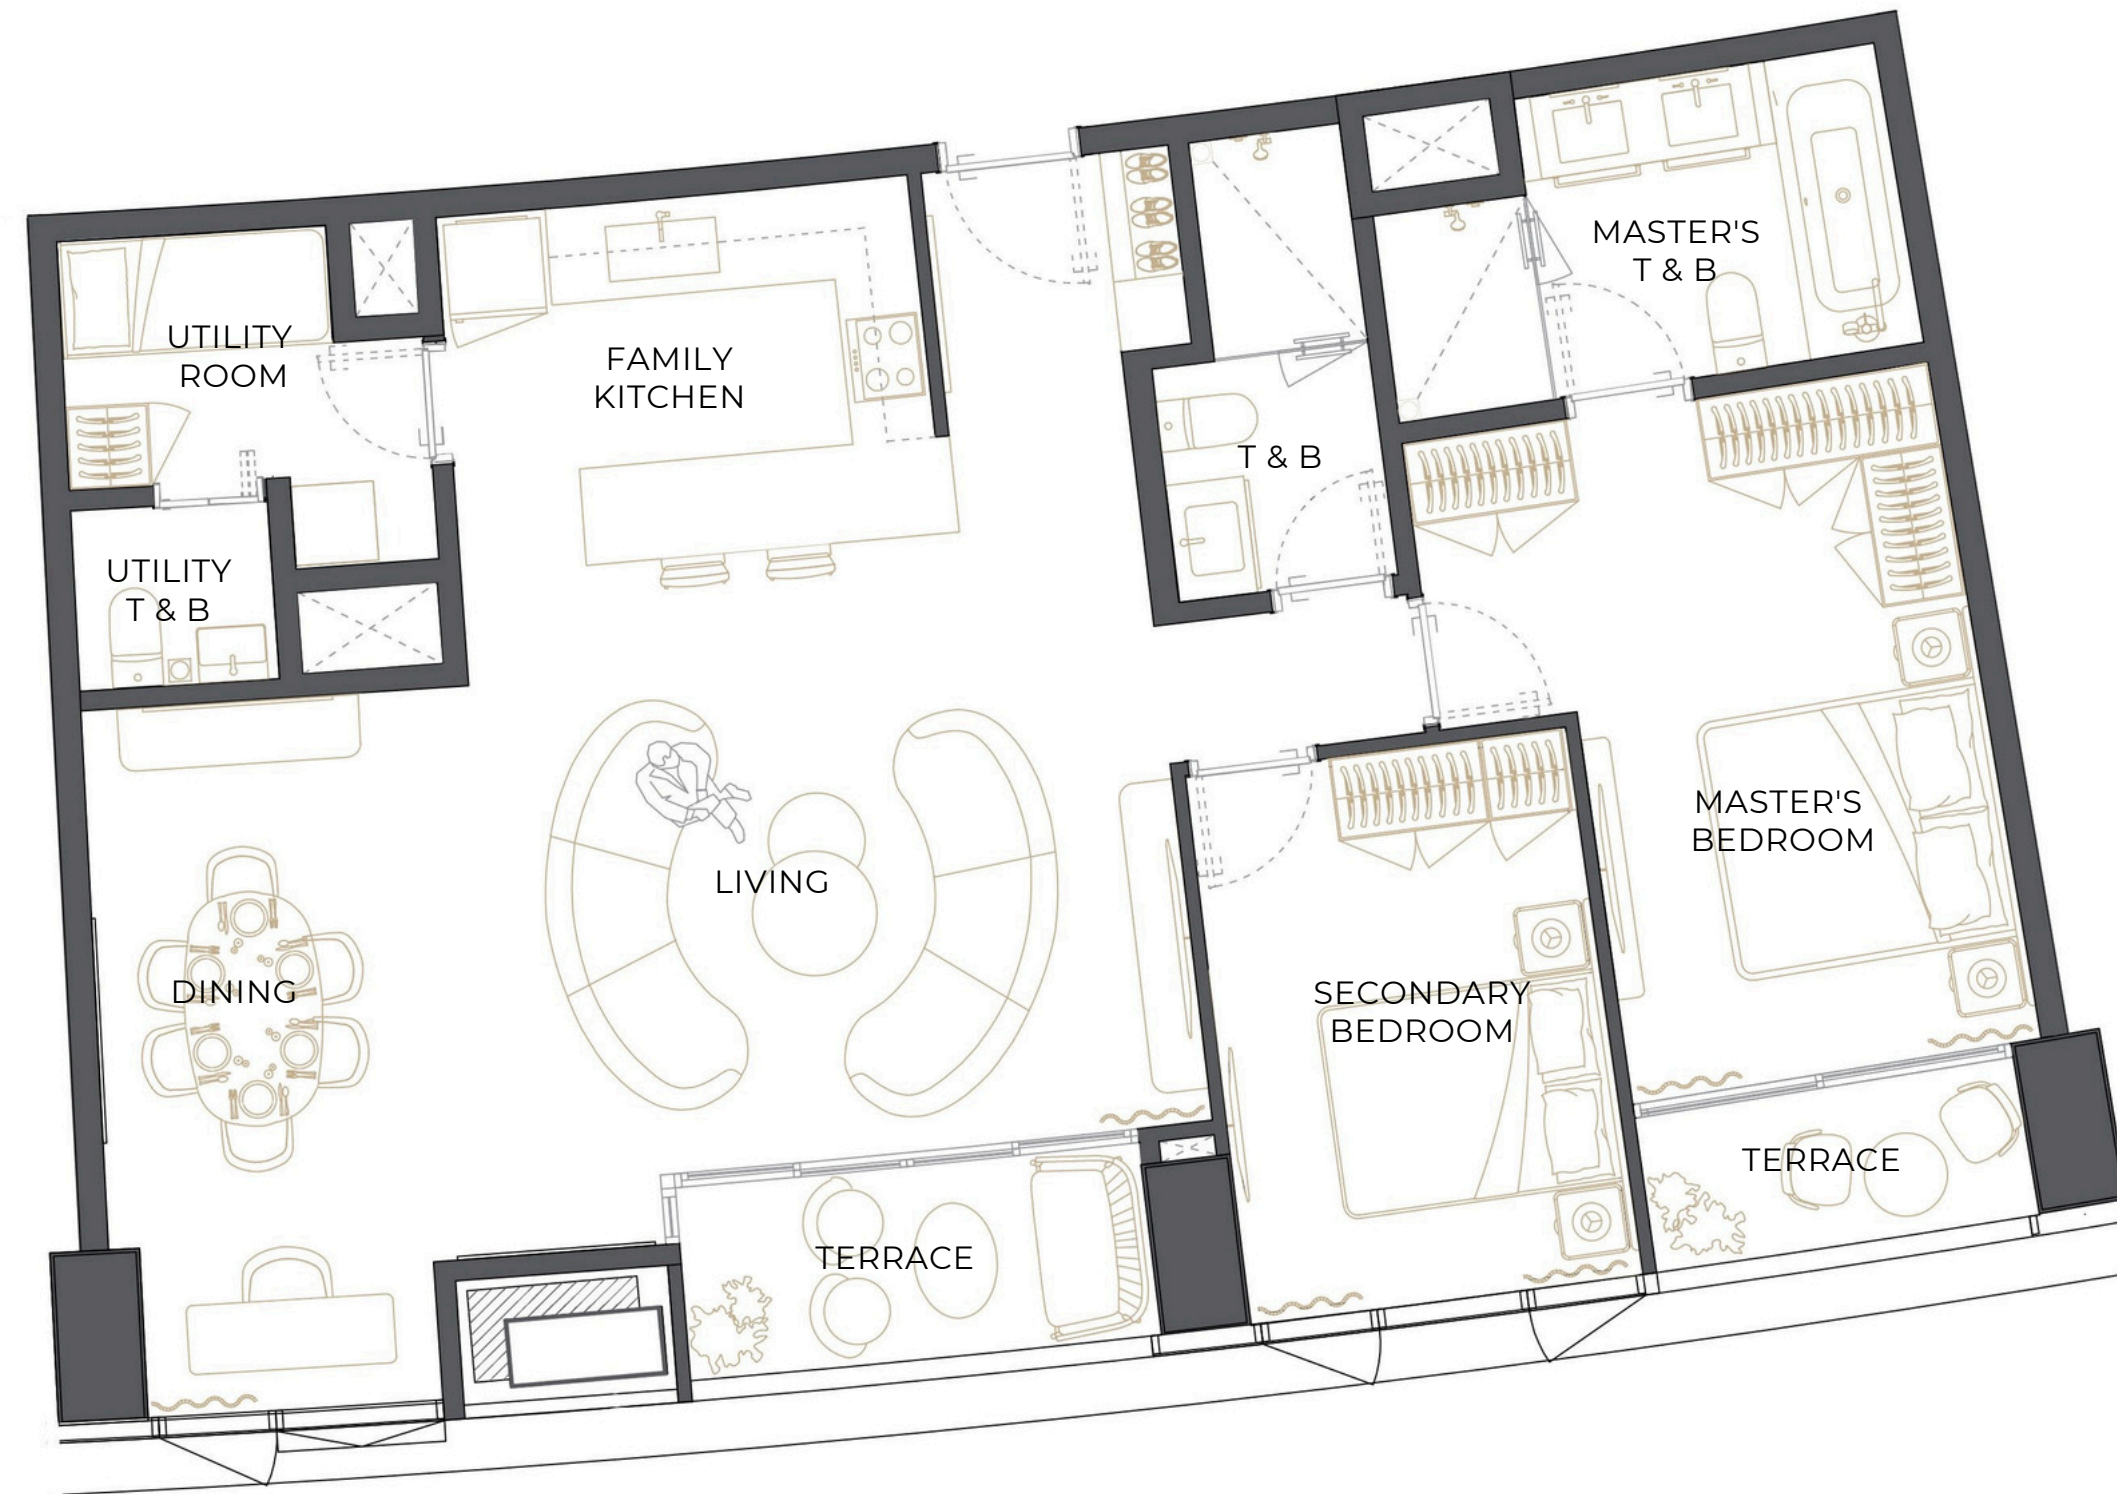 MASTER'S
T & B
UTILITY
ROOM
FAMILY
KITCHEN
T & B
UTILITY
T & B
MASTER'S
BEDROOM
LIVING
DINING
SECONDARY
BEDROOM
TERRACE
TERRACE